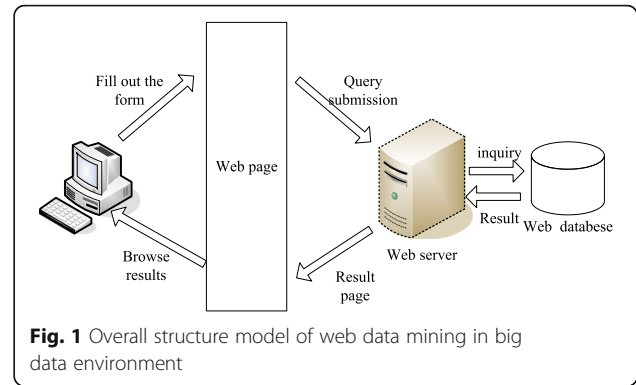 Fill out the
form
Query
submission
Web page
inquiry
Result
Web databese
Web server
Browse
results
Result
page
Fig. 1 Overall structure model of web data mining in big
data environment